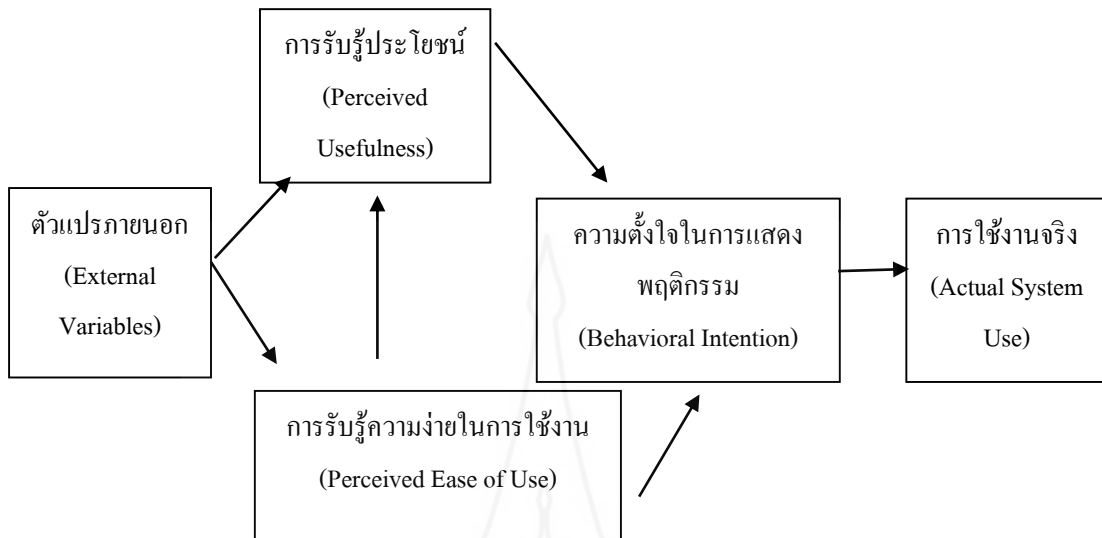 การรับรู้ประโยชน์
(Perceived
Usefulness)
ตัวแปรภายนอก
(External
Variables)
ความตั้งใจในการแสดง
พฤติกรรม
(Behavioral Intention)
การใช้งานจริง
(Actual System
Use)
การรับรู้ความง่ายในการใช้งาน
(Perceived Ease of Use)